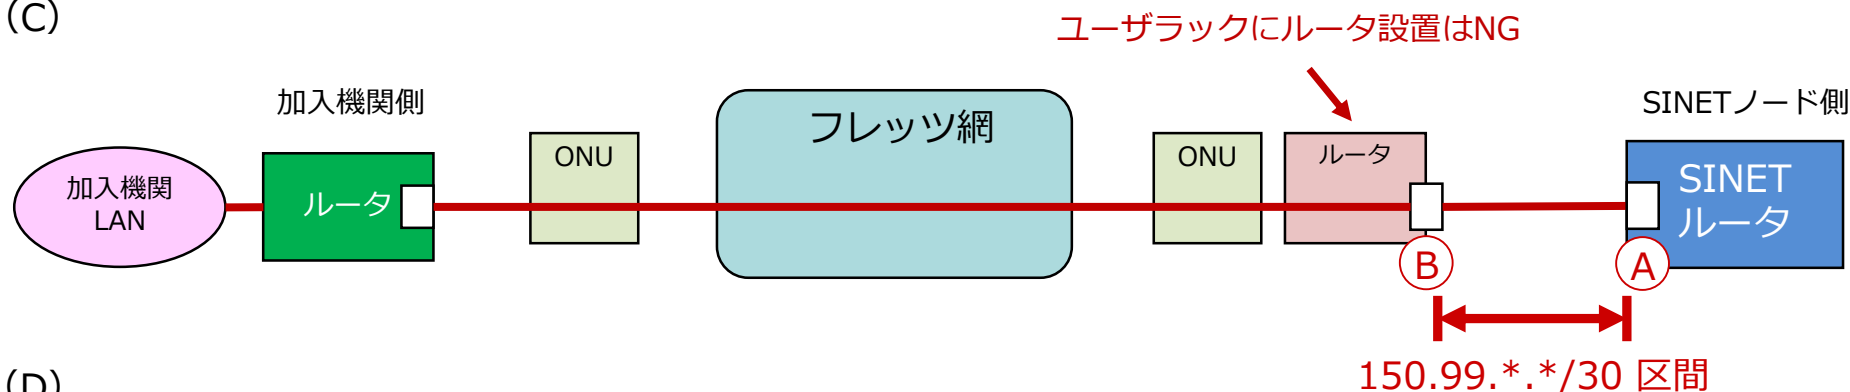 (C)
ユーザラックにルータ設置はNG
加入機関側
SINETノード側
フレッツ網
ONU
ONU
ルータ
加入機関
LAN
ルータ
SINET
ルータ
B
A
150.99.*.*/30 区間
(D)